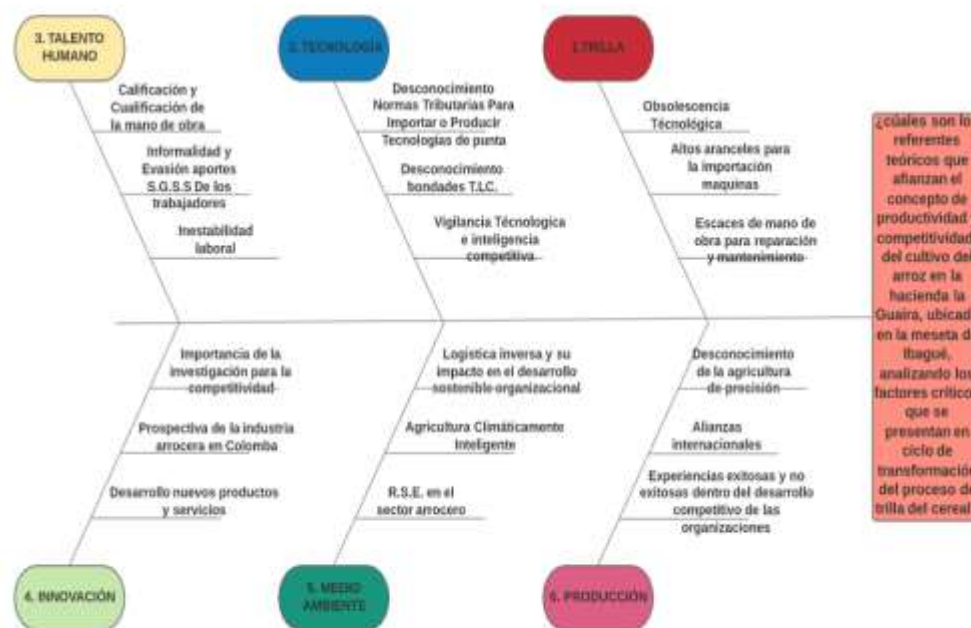 3. TALENTO
HUMANO
2. TECNOLOGÍA
1.TRILLA
Calificación y
Cualificación de
la mano de obra
Informalidad y
Evasión aportes
S.G.S.S De los
trabajadores
Inestabilidad
laboral
Desconocimiento
Normas Tributarias Para
Importar o Producir
Tecnologías de punta
Desconocimiento
bondades T.LC.
Vigilancia Técnologica
e inteligencia
competitiva
Obsolescencia
Técnológica
Altos aranceles para
la importación
maquinas
Escaces de mano de
obra para reparación
y mantenimiento
¿cúales son lo
referentes
teóricos que
afianzan el
concepto de
productividad
competitividad
del cultivo del
arroz en la
hacienda la
Guaira, ubicad
en la meseta d
Ibagué,
analizando los
factores crítico
que se
presentan en
ciclo de
transformación
del proceso de
trilla del cereal
Importancia de la
investigación para la
competitividad
Prospectiva de la industria
arrocera en Colomba
Desarrollo nuevos productos
y servicios
Logística inversa y su
impacto en el desarrollo
sostenible organizacional
Agricultura Climáticamente
Inteligente
R.S.E. en el
sector arrocero
Desconocimiento
de la agricultura
de precisión
Alianzas
internacionales
Experiencias exitosas y no
exitosas dentro del desarrollo
competitivo de las
organizaciones
4. INNOVACIÓN
5. MEDIO
AMBIENTE
6. PRODUCCIÓN